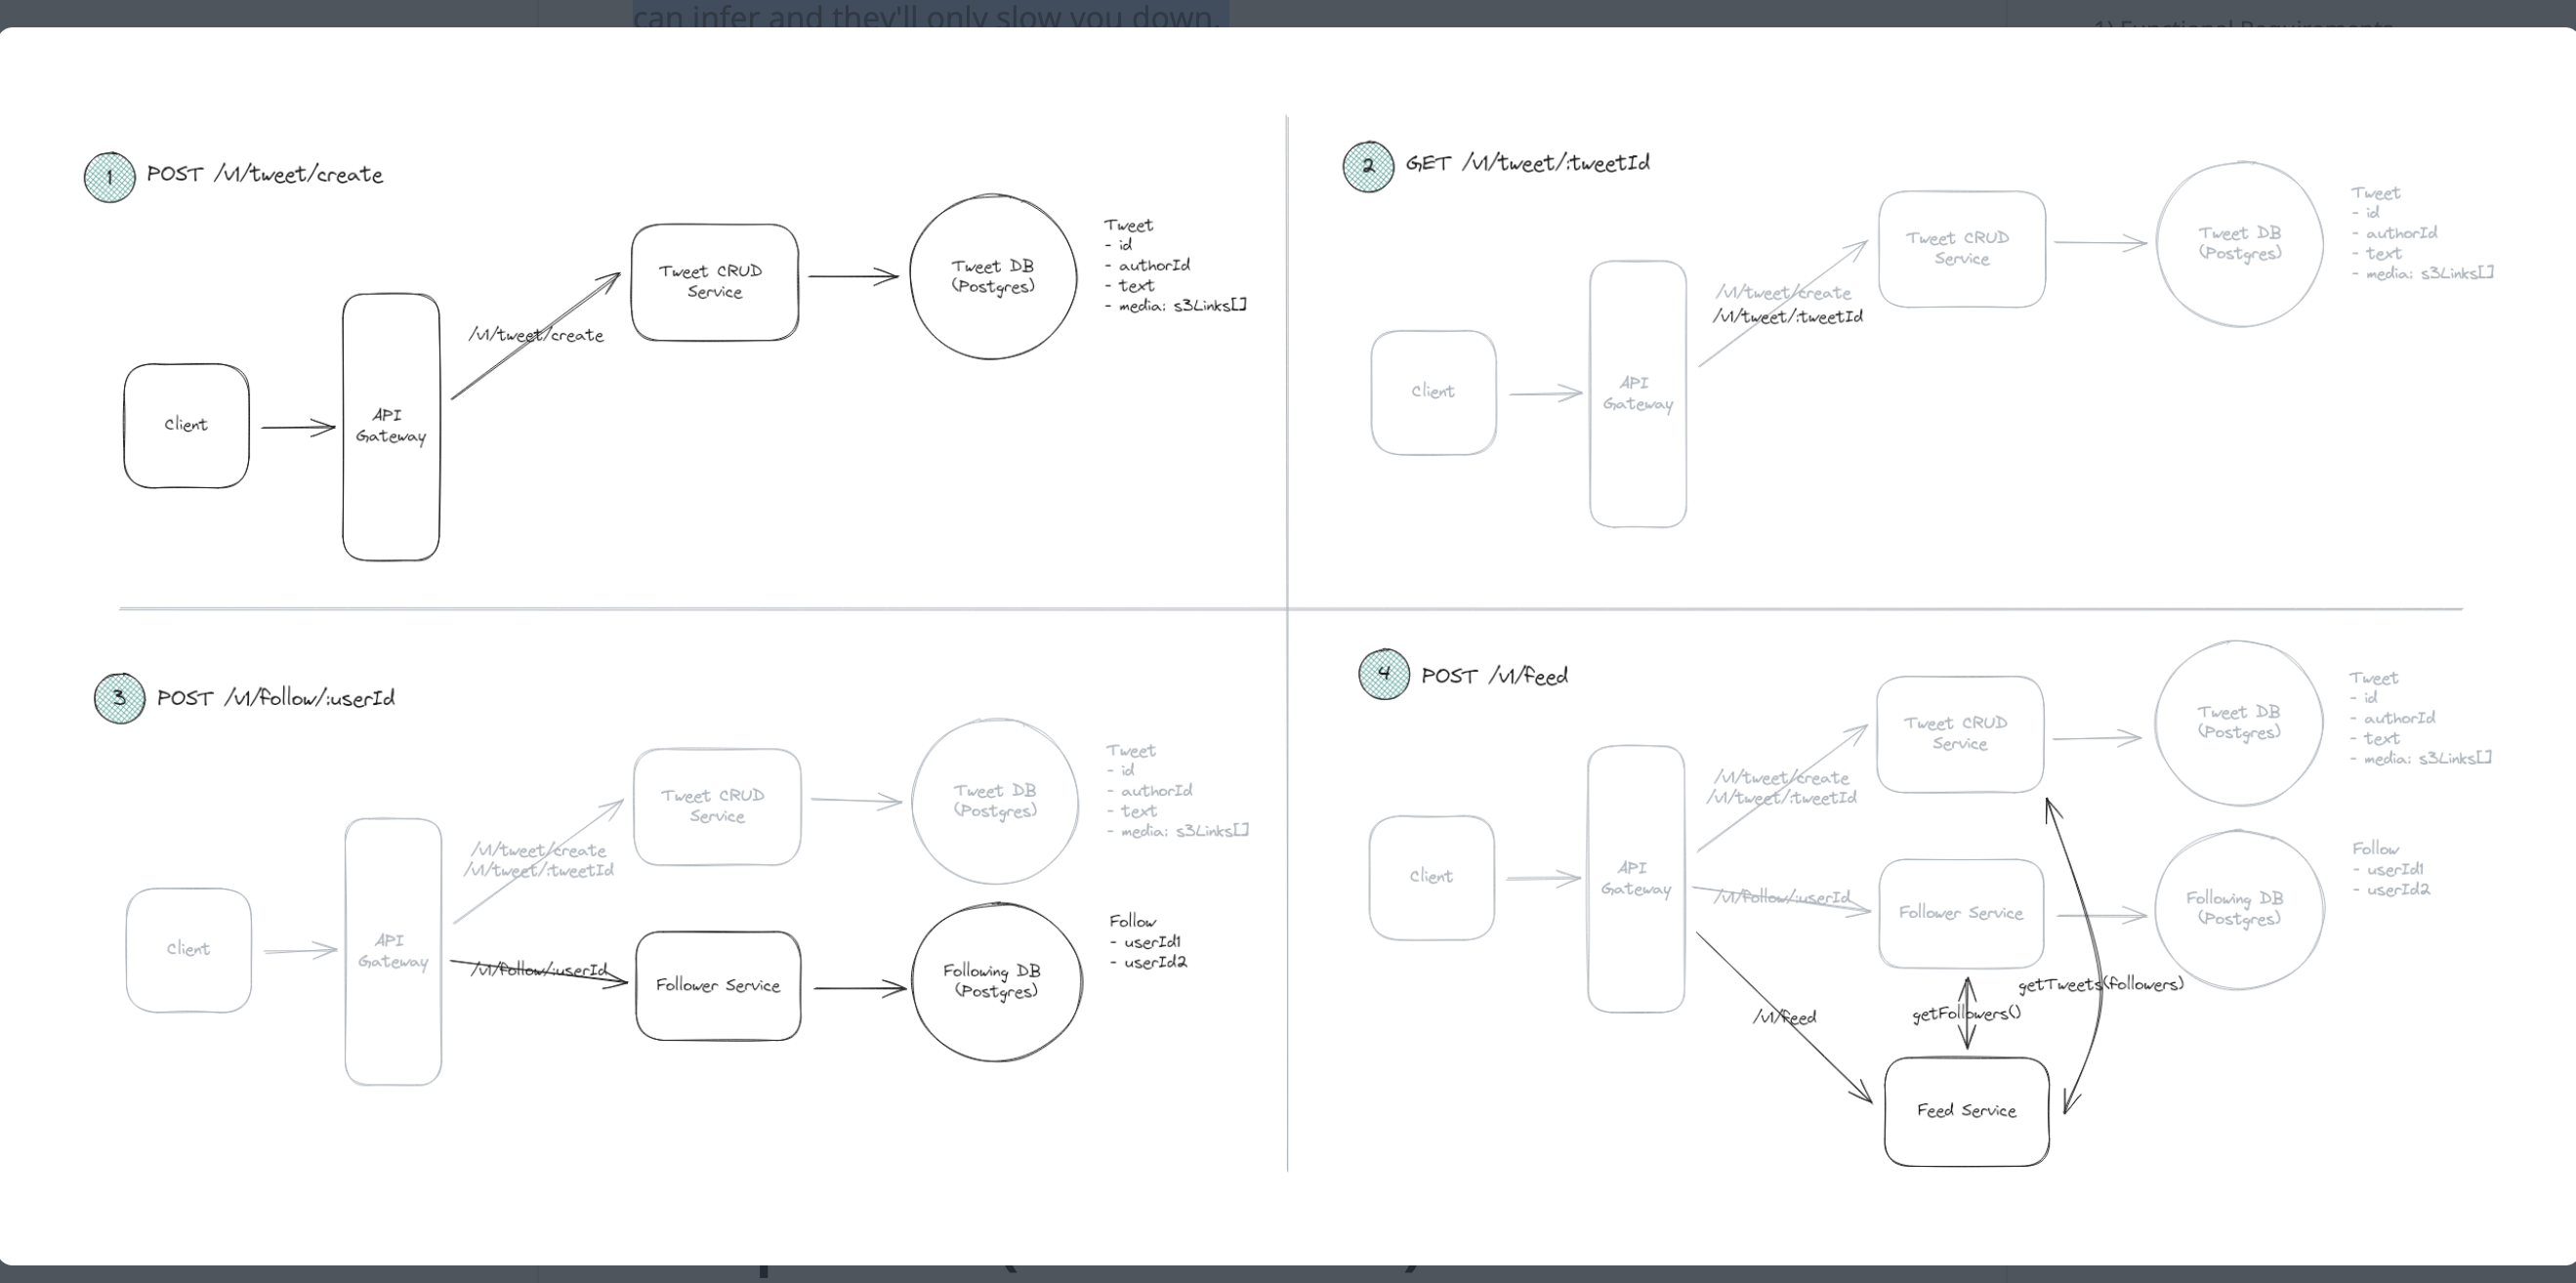 can infer and they'll only slow you down.
1) Functional Requirements
1
POST /v1/tweet/create
Tweet CRUD
Service
Tweet DB
(Postgres)
Tweet
- id
- authorId
- text
- media: s3Links[]
/v1/tweet/create
Client
API
Gateway
2
GET /v1/tweet/:tweetId
Tweet CRUD
Service
Tweet DB
(Postgres)
Tweet
- id
- authorId
- text
- media: s3Links[]
/v1/tweet/create
/v1/tweet/:tweetId
Client
API
Gateway
3
POST /v1/follow/:userId
Tweet CRUD
Service
Tweet DB
(Postgres)
Tweet
- id
- authorId
- text
- media: s3Links[]
/v1/tweet/create
/v1/tweet/:tweetId
Client
API
Gateway
/v1/follow/:userId
Follower Service
Following DB
(Postgres)
Follow
- userId1
- userId2
4
POST /v1/feed
Tweet CRUD
Service
Tweet DB
(Postgres)
Tweet
- id
- authorId
- text
- media: s3Links[]
/v1/tweet/create
/v1/tweet/:tweetId
Client
API
Gateway
/v1/follow/:userId
Follower Service
Following DB
(Postgres)
Follow
- userId1
- userId2
getTweets(followers)
/v1/feed
getFollowers()
Feed Service